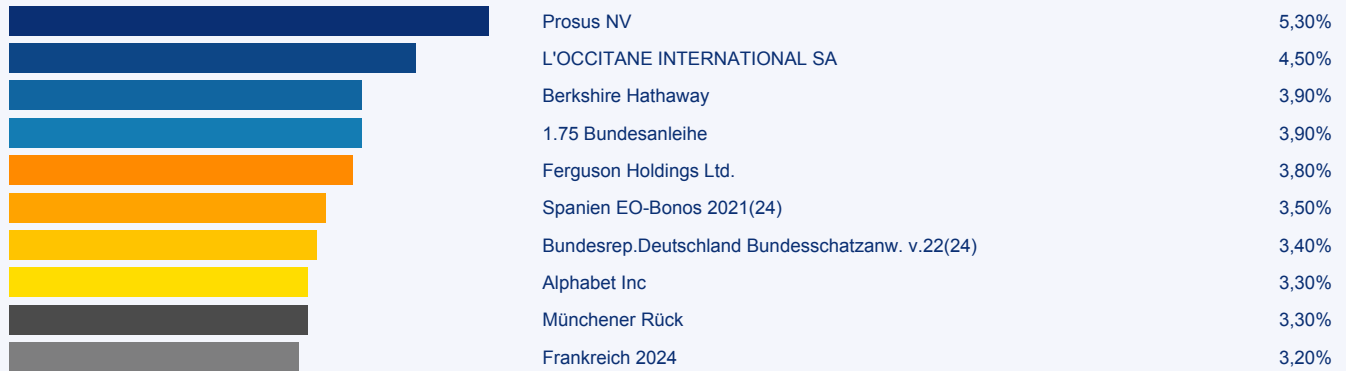 Prosus NV 5,30%
L'OCCITANE INTERNATIONAL SA 4,50%
Berkshire Hathaway 3,90%
1.75 Bundesanleihe 3,90%
Ferguson Holdings Ltd. 3,80%
Spanien EO-Bonos 2021(24) 3,50%
Bundesrep.Deutschland Bundesschatzanw. v.22(24) 3,40%
Alphabet Inc 3,30%
Münchener Rück 3,30%
Frankreich 2024 3,20%